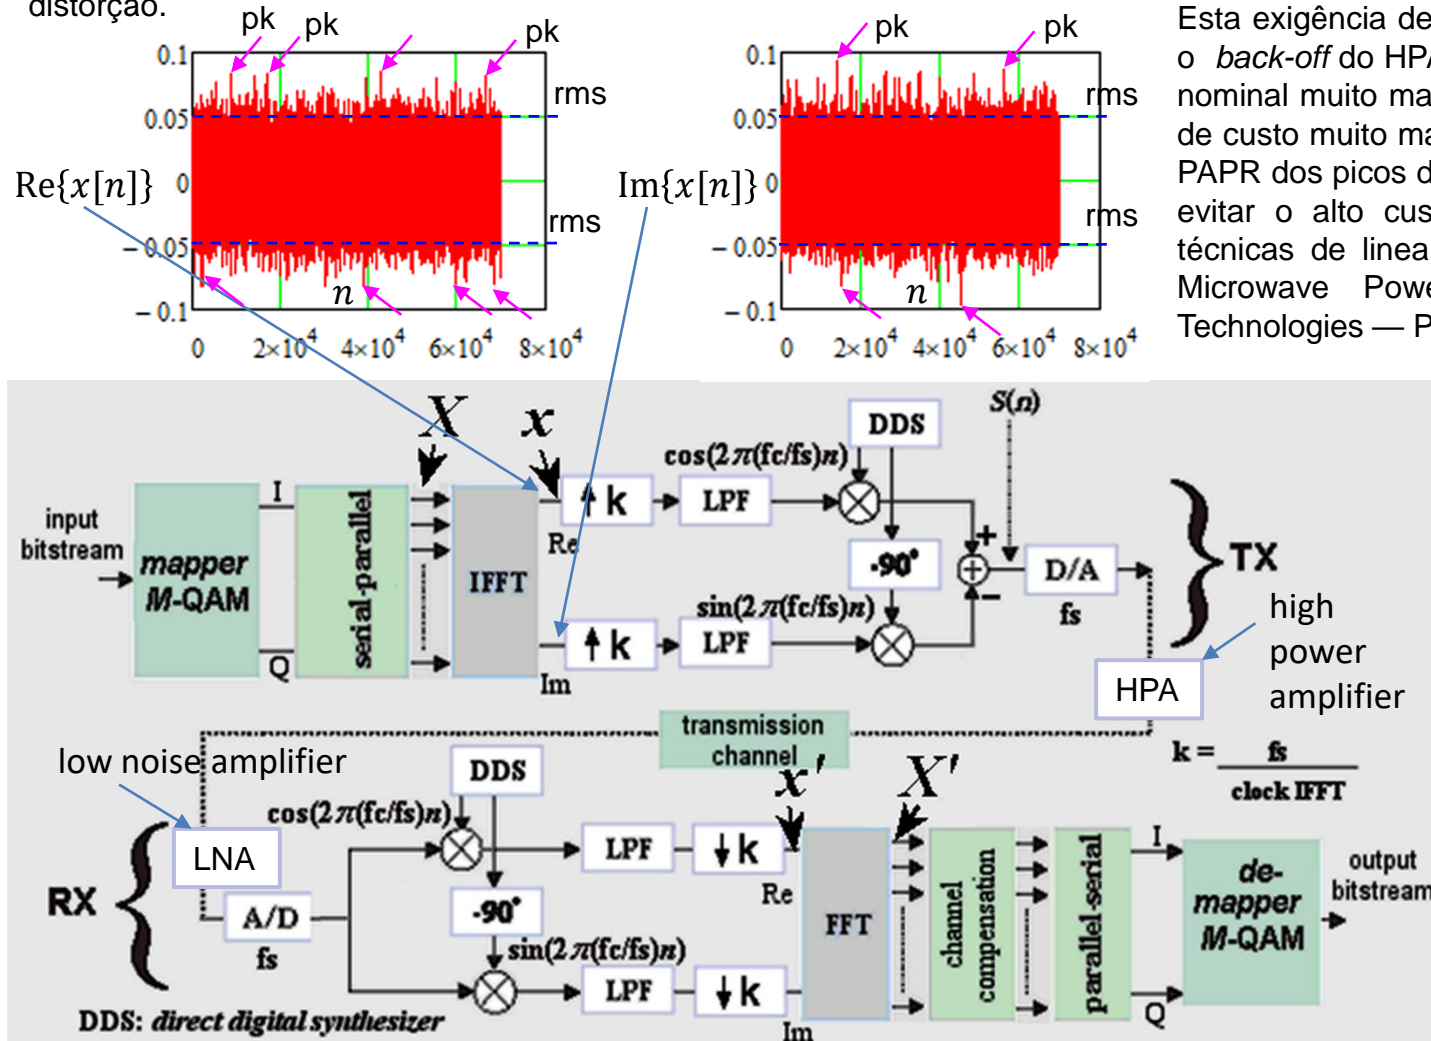 distorção.
pk
pk
pk
0.1
0.05
0
− 0.05
− 0.1
rms
rms
Re{x[n]}
n
0
2×10⁴
4×10⁴
6×10⁴
8×10⁴
pk
pk
0.1
0.05
0
− 0.05
− 0.1
rms
rms
Im{x[n]}
n
0
2×10⁴
4×10⁴
6×10⁴
8×10⁴
Esta exigência de
o back-off do HPA
nominal muito ma
de custo muito ma
PAPR dos picos d
evitar o alto cus
técnicas de linea
Microwave Powe
Technologies — P
X
x
S(n)
DDS
cos(2π(fc/fs)n)
input
bitstream
mapper
M-QAM
I
Q
serial-parallel
IFFT
Re
Im
↑ k
LPF
-90°
sin(2π(fc/fs)n)
↑ k
LPF
+
−
D/A
fs
TX
high
power
amplifier
HPA
transmission
channel
k = fs
clock IFFT
low noise amplifier
LNA
RX
A/D
fs
DDS
cos(2π(fc/fs)n)
-90°
sin(2π(fc/fs)n)
LPF
↓ k
LPF
↓ k
x'
X'
Re
Im
FFT
channel
compensation
parallel-serial
I
Q
de-
mapper
M-QAM
output
bitstream
DDS: direct digital synthesizer